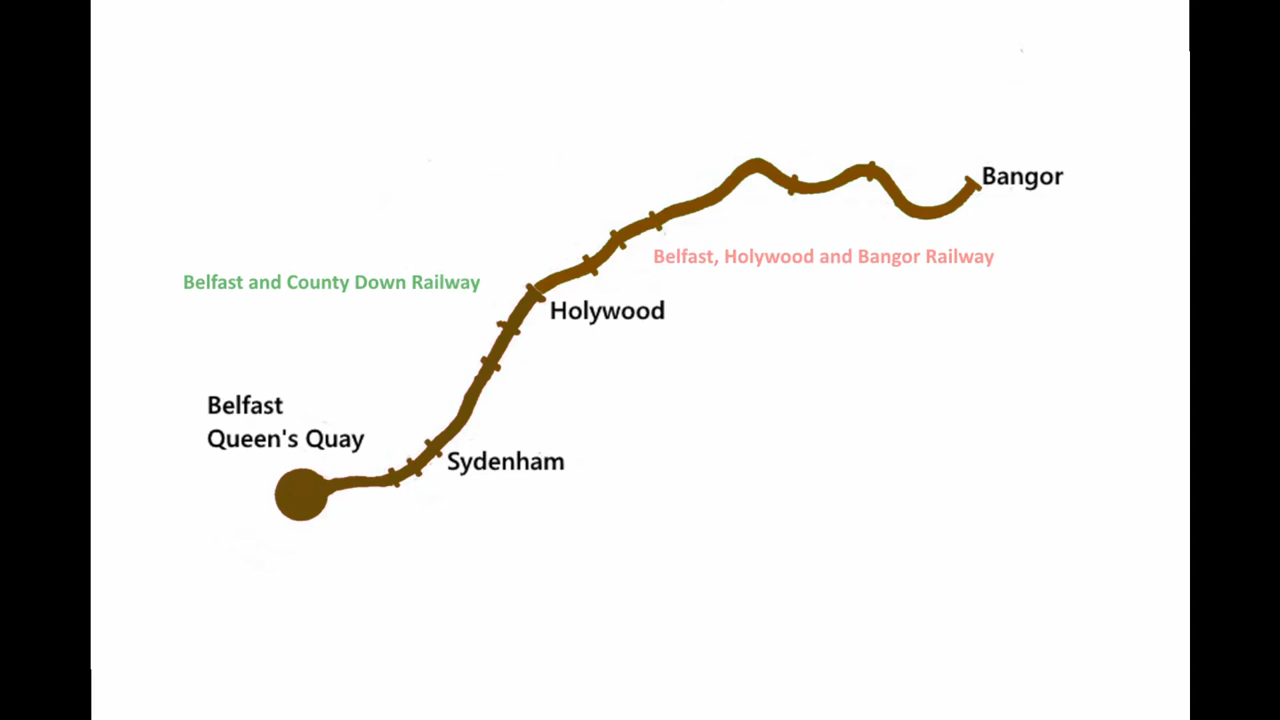 Bangor
Belfast, Holywood and Bangor Railway
Belfast and County Down Railway
Holywood
Belfast
Queen's Quay
Sydenham